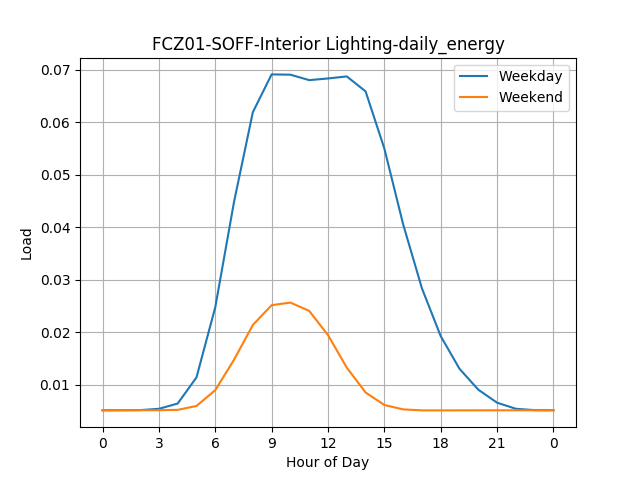 FCZ01-SOFF-Interior Lighting-daily_energy
Weekday
Weekend
Load
0.07
0.06
0.05
0.04
0.03
0.02
0.01
0 3 6 9 12 15 18 21 0
Hour of Day